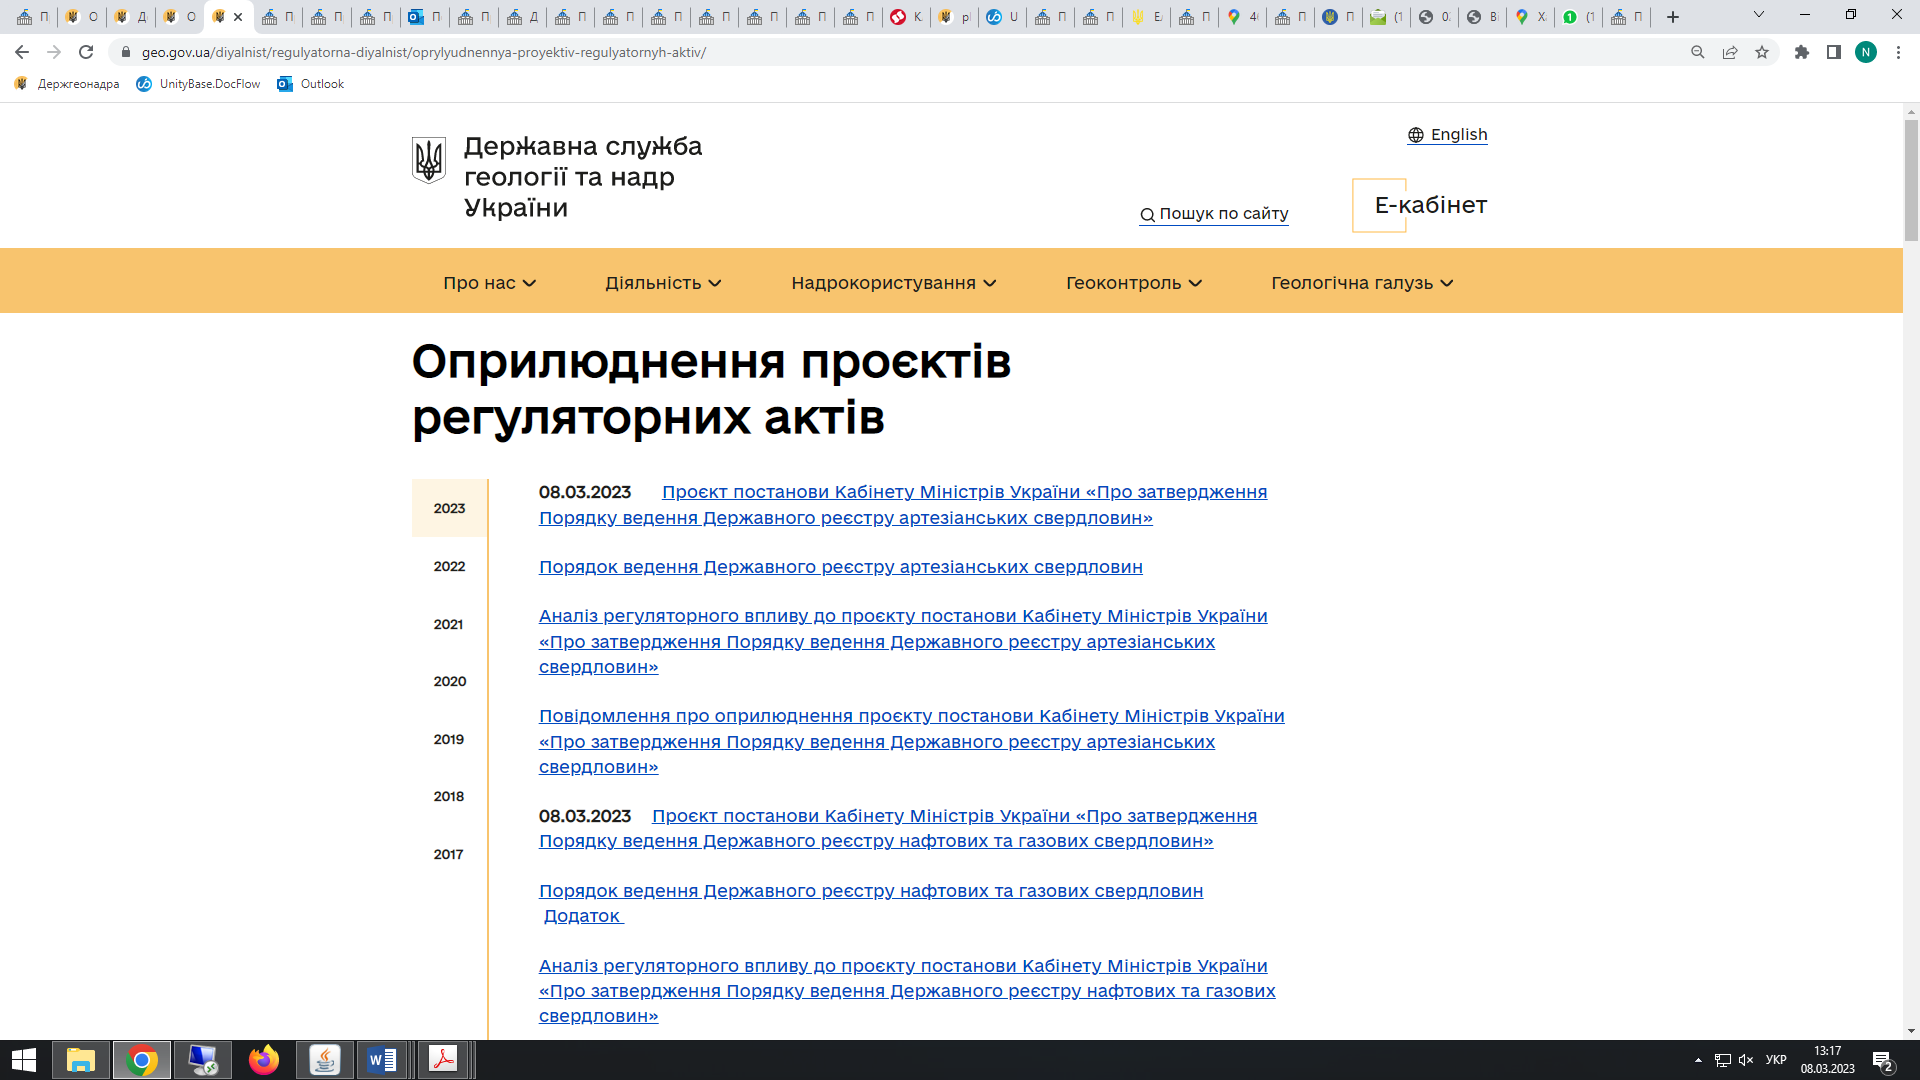 geo.gov.ua/diyalnist/regulyatorna-diyalnist/oprylyudnennya-proyektiv-regulyatornyh-aktiv/
N
Держгеонадра
UnityBase.DocFlow
Outlook
Державна служба
геології та надр
України
English
Пошук по сайту
Е-кабінет
Про нас
Діяльність
Надрокористування
Геоконтроль
Геологічна галузь
Оприлюднення проєктів
регуляторних актів
2023
2022
2021
2020
2019
2018
2017
08.03.2023 Проєкт постанови Кабінету Міністрів України «Про затвердження
Порядку ведення Державного реєстру артезіанських свердловин»
Порядок ведення Державного реєстру артезіанських свердловин
Аналіз регуляторного впливу до проєкту постанови Кабінету Міністрів України
«Про затвердження Порядку ведення Державного реєстру артезіанських
свердловин»
Повідомлення про оприлюднення проєкту постанови Кабінету Міністрів України
«Про затвердження Порядку ведення Державного реєстру артезіанських
свердловин»
08.03.2023 Проєкт постанови Кабінету Міністрів України «Про затвердження
Порядку ведення Державного реєстру нафтових та газових свердловин»
Порядок ведення Державного реєстру нафтових та газових свердловин
Додаток
Аналіз регуляторного впливу до проєкту постанови Кабінету Міністрів України
«Про затвердження Порядку ведення Державного реєстру нафтових та газових
свердловин»
УКР
13:17
08.03.2023
2